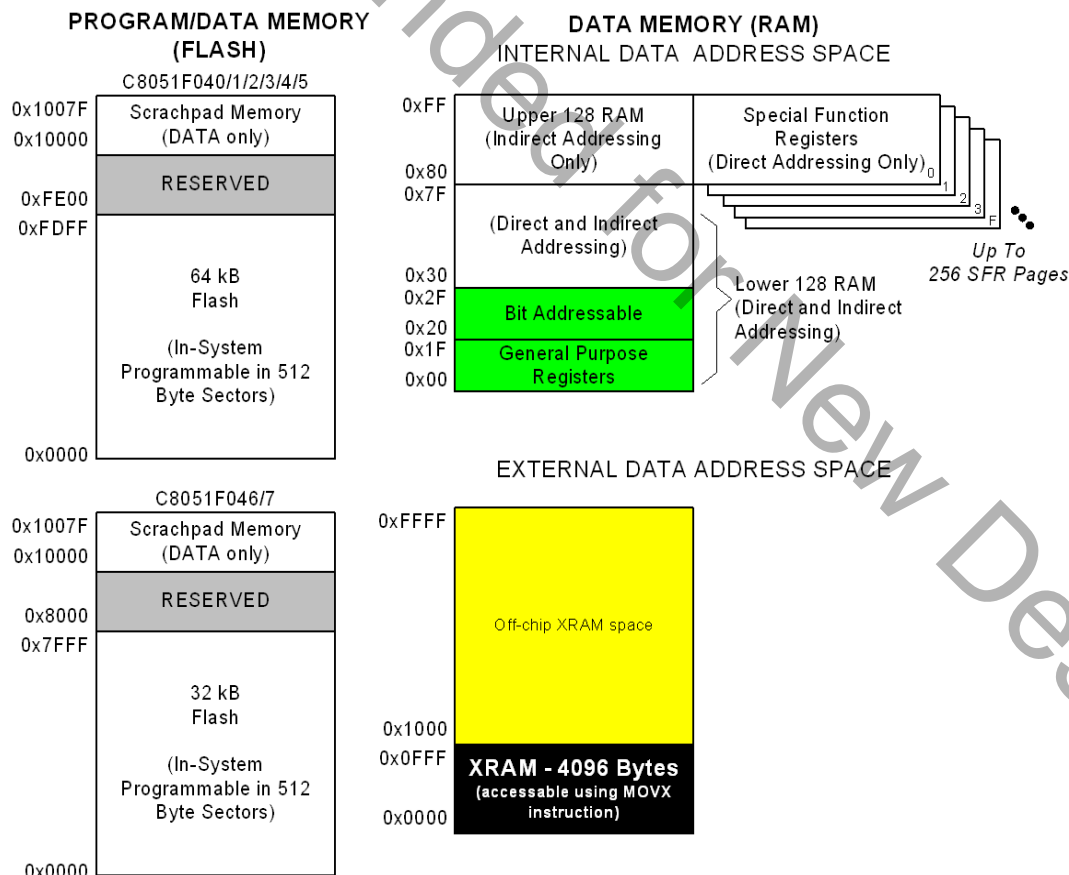 PROGRAM/DATA MEMORY
(FLASH)
C8051F040/1/2/3/4/5
0x1007F
0x10000
Scrachpad Memory
(DATA only)
RESERVED
0xFE00
0xFDFF
64 kB
Flash
(In-System
Programmable in 512
Byte Sectors)
0x0000
C8051F046/7
0x1007F
0x10000
Scrachpad Memory
(DATA only)
RESERVED
0x8000
0x7FFF
32 kB
Flash
(In-System
Programmable in 512
Byte Sectors)
0x0000
DATA MEMORY (RAM)
INTERNAL DATA ADDRESS SPACE
0xFF
Upper 128 RAM
(Indirect Addressing
Only)
0x80
Special Function
Registers
(Direct Addressing Only)
0
1
2
3
F
Up To
256 SFR Pages
0x7F
(Direct and Indirect
Addressing)
0x30
Lower 128 RAM
(Direct and Indirect
Addressing)
0x2F
Bit Addressable
0x20
0x1F
General Purpose
Registers
0x00
EXTERNAL DATA ADDRESS SPACE
0xFFFF
Off-chip XRAM space
0x1000
0x0FFF
XRAM - 4096 Bytes
(accessable using MOVX
instruction)
0x0000
nded for New Des